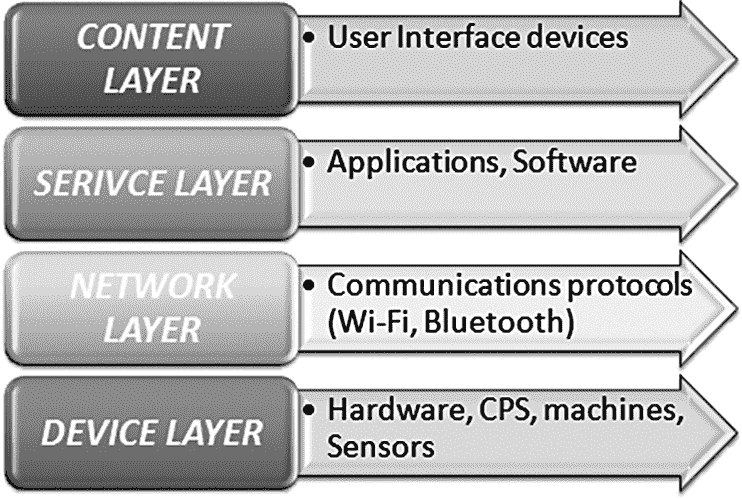 CONTENT
LAYER
• User Interface devices
SERIVCE LAYER
• Applications, Software
NETWORK
LAYER
• Communications protocols
(Wi-Fi, Bluetooth)
DEVICE LAYER
• Hardware, CPS, machines,
Sensors